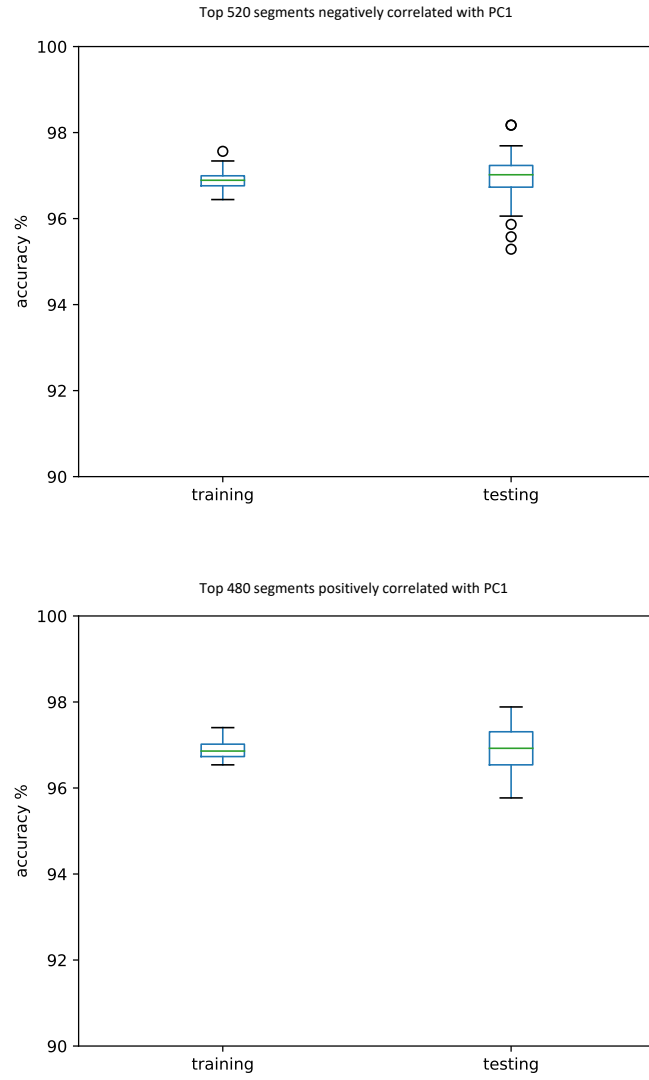 Top 520 segments negatively correlated with PC1
100
98
96
94
92
90
accuracy %
training testing
Top 480 segments positively correlated with PC1
100
98
96
94
92
90
accuracy %
training testing